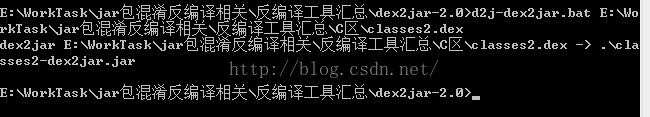 E:\WorkTask\jar包混淆反编译相关\反编译工具汇总\dex2jar-2.0>d2j-dex2jar.bat E:\Wo
rkTask\jar包混淆反编译相关\反编译工具汇总\C区\classes2.dex
dex2jar E:\WorkTask\jar包混淆反编译相关\反编译工具汇总\C区\classes2.dex -> .\cla
sses2-dex2jar.jar
http://blog.csdn.net/
E:\WorkTask\jar包混淆反编译相关\反编译工具汇总\dex2jar-2.0>_